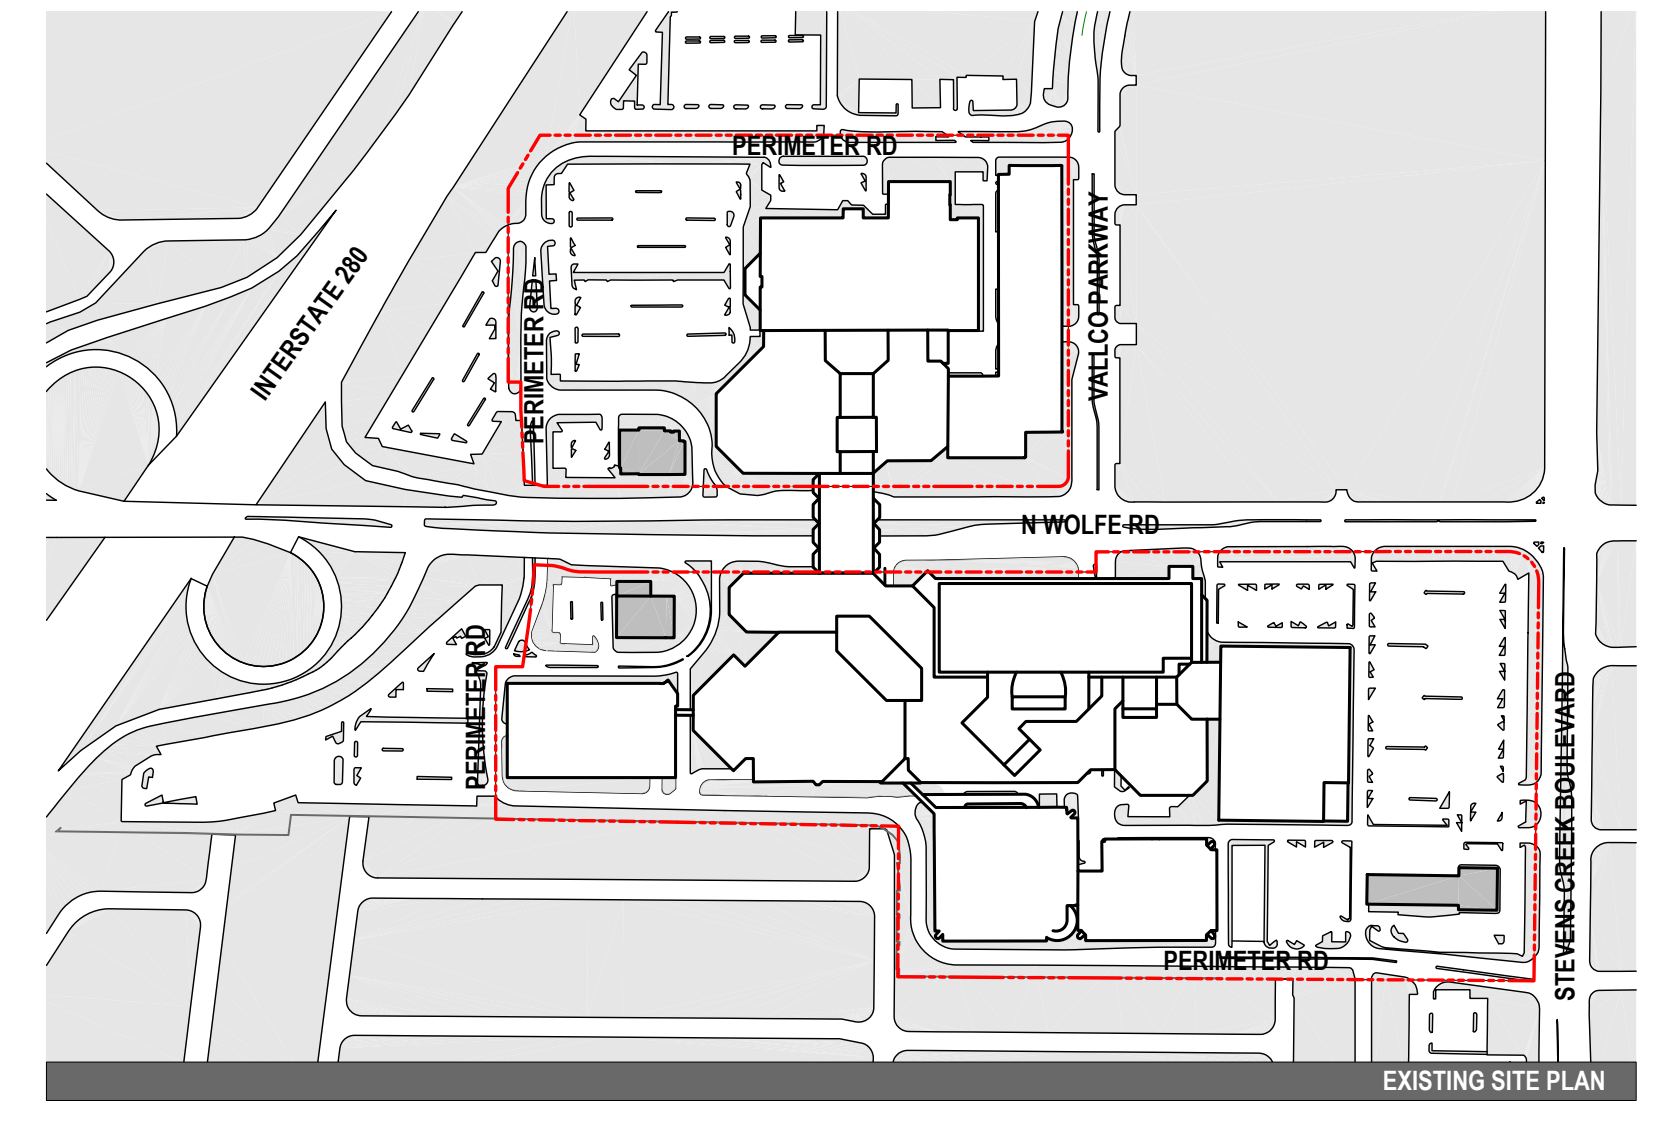 PERIMETER RD
INTERSTATE 280
PERIMETER RD
VALLCO PARKWAY
N WOLFE RD
PERIMETER RD
STEVENS CREEK BOULEVARD
PERIMETER RD
EXISTING SITE PLAN